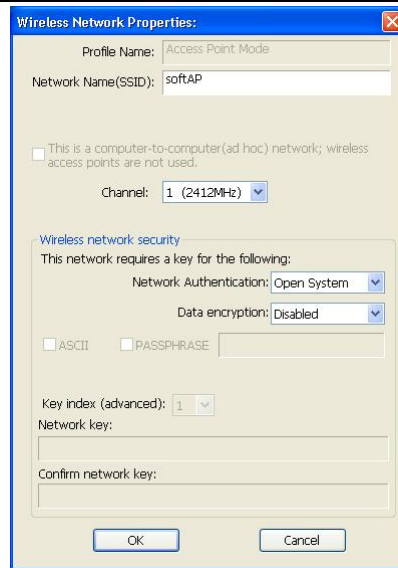 Wireless Network Properties:
Profile Name: Access Point Mode
Network Name(SSID): softAP
This is a computer-to-computer(ad hoc) network; wireless
access points are not used.
Channel: 1 (2412MHz)
Wireless network security
This network requires a key for the following:
Network Authentication: Open System
Data encryption: Disabled
ASCII PASSPHRASE
Key index (advanced): 1
Network key:
Confirm network key:
OK Cancel